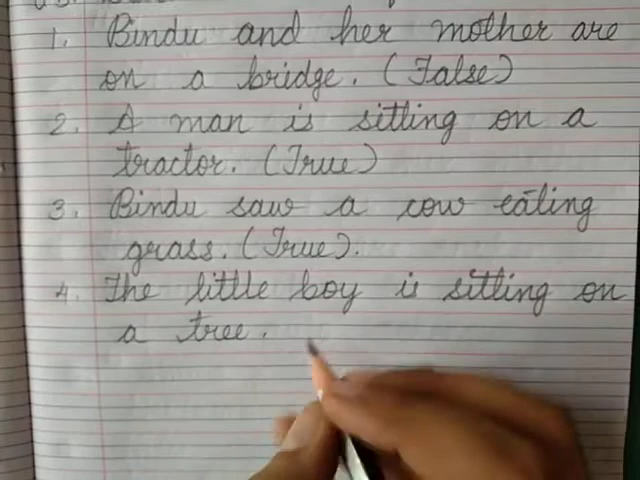 1. Bindu and her mother are
on a bridge. (False)
2. A man is sitting on a
tractor. (True)
3. Bindu saw a cow eating
grass. (True).
4. The little boy is sitting on
a tree.